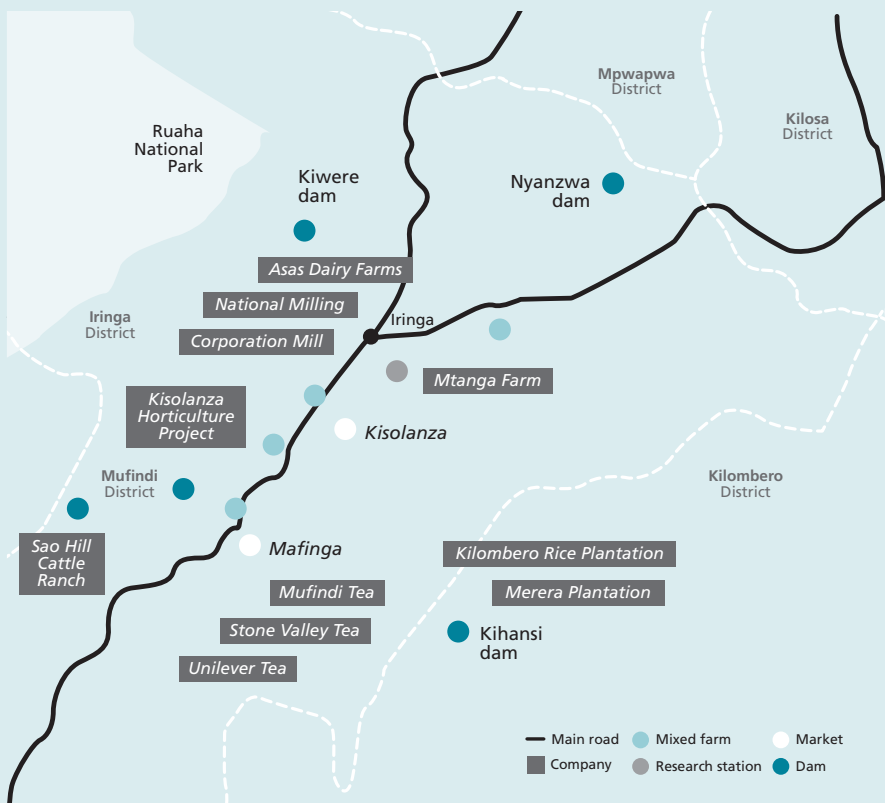 Mpwapwa
District
Kilosa
District
Ruaha
National
Park
Kiwere
dam
Nyanzwa
dam
Asas Dairy Farms
National Milling
Corporation Mill
Iringa
Iringa
District
Mtanga Farm
Kisolanza
Horticulture
Project
Kisolanza
Mufindi
District
Kilombero
District
Sao Hill
Cattle
Ranch
Mafinga
Kilombero Rice Plantation
Mufindi Tea
Merera Plantation
Stone Valley Tea
Kihansi
dam
Unilever Tea
Main road
Mixed farm
Market
Company
Research station
Dam